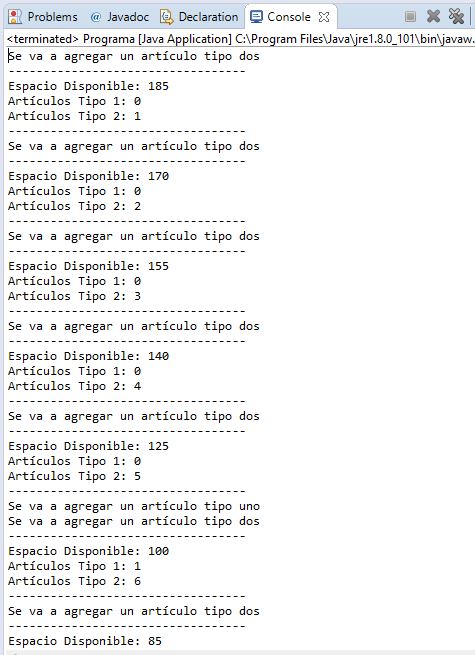 Problems @ Javadoc Declaration Console
<terminated> Programa [Java Application] C:\Program Files\Java\jre1.8.0_101\bin\javaw.
Se va a agregar un artículo tipo dos
----------------------------------
Espacio Disponible: 185
Artículos Tipo 1: 0
Artículos Tipo 2: 1
----------------------------------
Se va a agregar un artículo tipo dos
----------------------------------
Espacio Disponible: 170
Artículos Tipo 1: 0
Artículos Tipo 2: 2
----------------------------------
Se va a agregar un artículo tipo dos
----------------------------------
Espacio Disponible: 155
Artículos Tipo 1: 0
Artículos Tipo 2: 3
----------------------------------
Se va a agregar un artículo tipo dos
----------------------------------
Espacio Disponible: 140
Artículos Tipo 1: 0
Artículos Tipo 2: 4
----------------------------------
Se va a agregar un artículo tipo dos
----------------------------------
Espacio Disponible: 125
Artículos Tipo 1: 0
Artículos Tipo 2: 5
----------------------------------
Se va a agregar un artículo tipo uno
Se va a agregar un artículo tipo dos
----------------------------------
Espacio Disponible: 100
Artículos Tipo 1: 1
Artículos Tipo 2: 6
----------------------------------
Se va a agregar un artículo tipo dos
----------------------------------
Espacio Disponible: 85